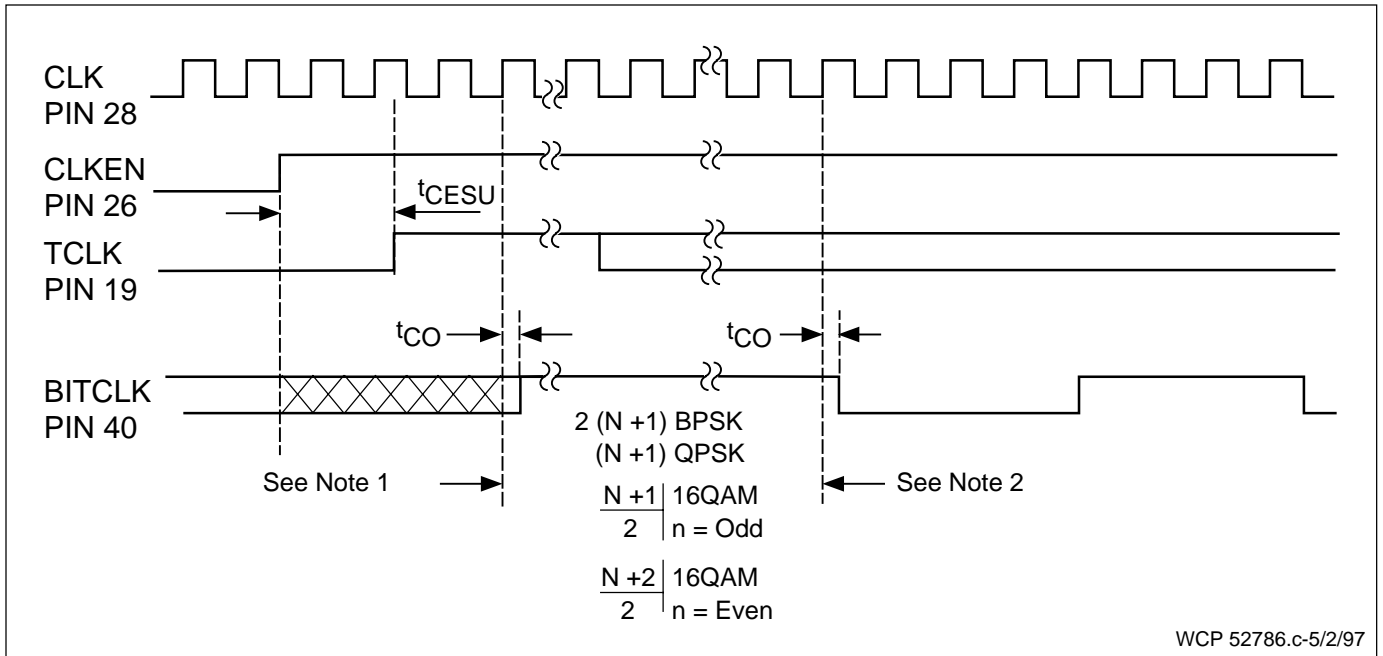 CLK
PIN 28
CLKEN
PIN 26
tCESU
TCLK
PIN 19
tCO
tCO
BITCLK
PIN 40
2 (N +1) BPSK
(N +1) QPSK
See Note 1
See Note 2
N +1 16QAM
2 n = Odd
N +2 16QAM
2 n = Even
WCP 52786.c-5/2/97